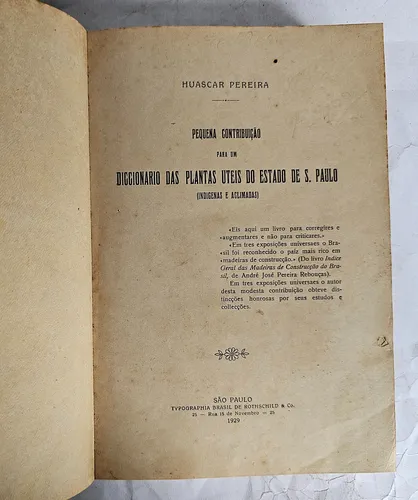 HUASCAR PEREIRA
PEQUENA CONTRIBUIÇÃO
PARA UM
DICCIONARIO DAS PLANTAS UTEIS DO ESTADO DE S. PAULO
(INDIGENAS E ACLIMADAS)
«Eis aqui um livro para corregires e
«augmentares e não para criticares.»
«Em tres exposições universaes o Bra-
«sil foi reconhecido o paiz mais rico em
«madeiras de construcção.» (Do livro Indice
Geral das Madeiras de Construcção do Bra-
sil, de André José Pereira Rebouças).
Em tres exposições universaes o autor
desta modesta contribuição obteve dis-
tincções honrosas por seus estudos e
collecções.
SÃO PAULO
TYPOGRAPHIA BRASIL DE ROTHSCHILD & Co.
25 — Rua 15 de Novembro — 25
1929